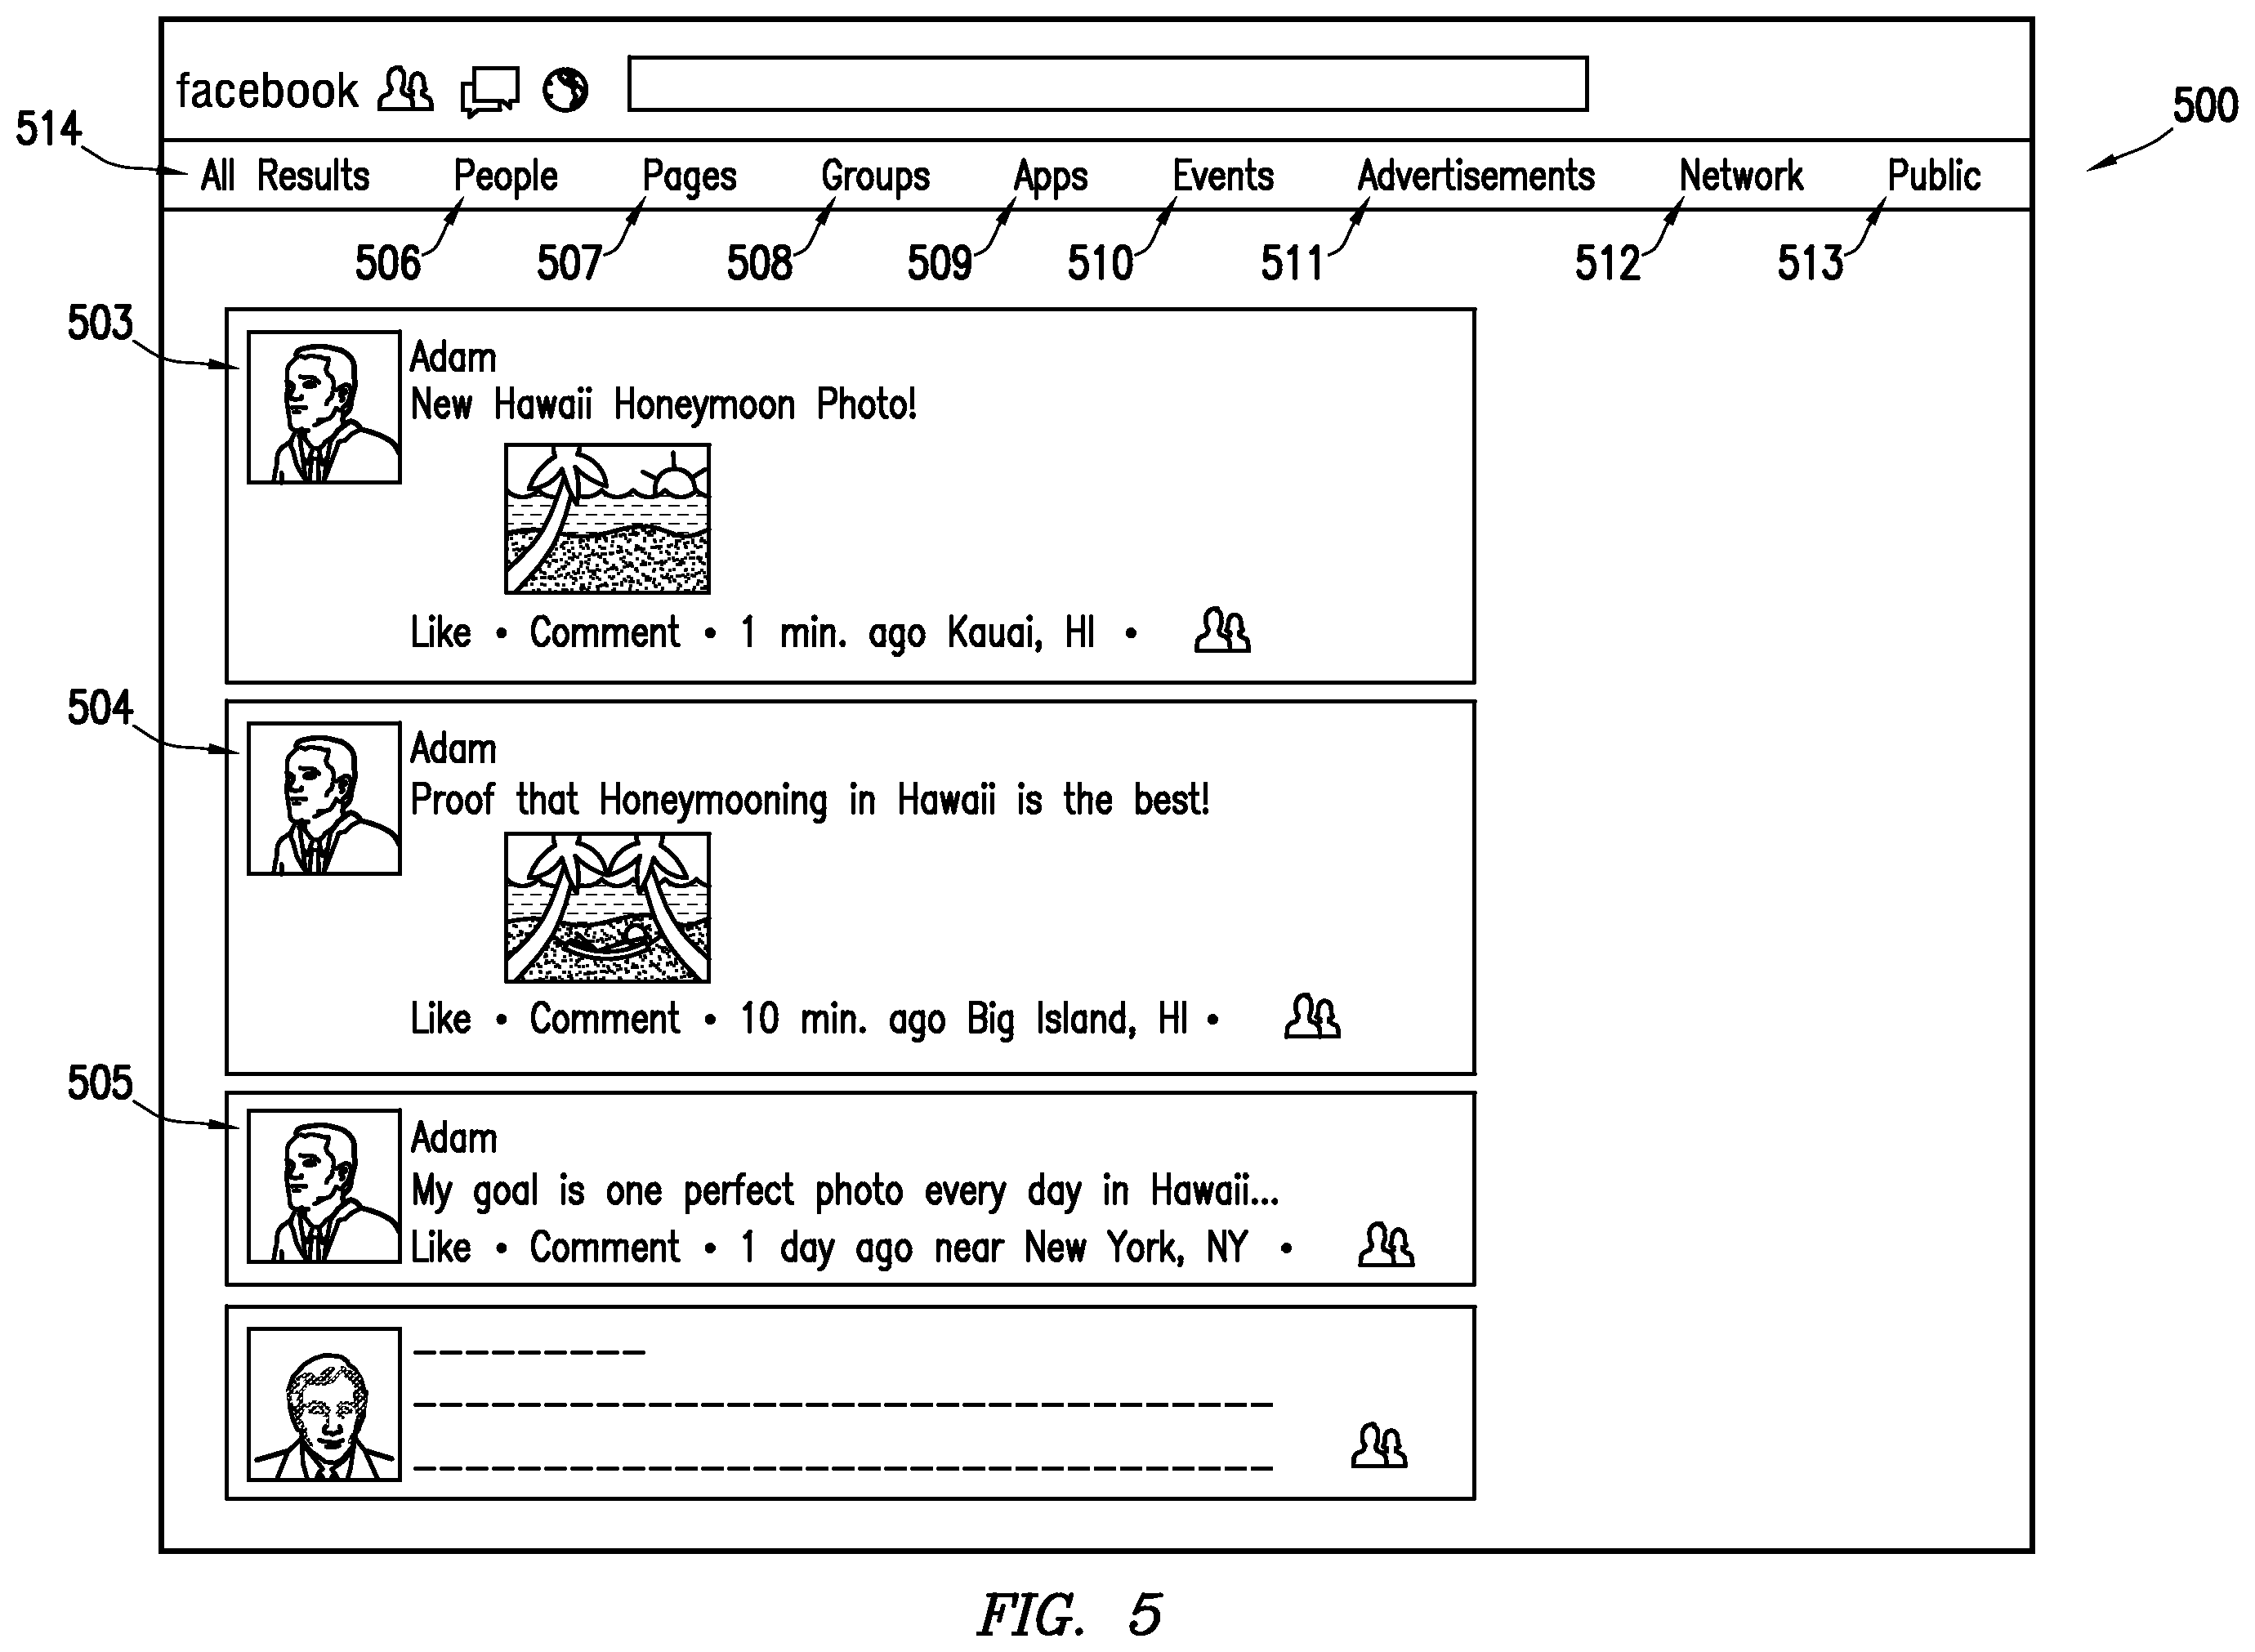 facebook
500
514
All Results People Pages Groups Apps Events Advertisements Network Public
506 507 508 509 510 511 512 513
503
Adam
New Hawaii Honeymoon Photo!
Like • Comment • 1 min. ago Kauai, HI •
504
Adam
Proof that Honeymooning in Hawaii is the best!
Like • Comment • 10 min. ago Big Island, HI •
505
Adam
My goal is one perfect photo every day in Hawaii...
Like • Comment • 1 day ago near New York, NY •
FIG. 5